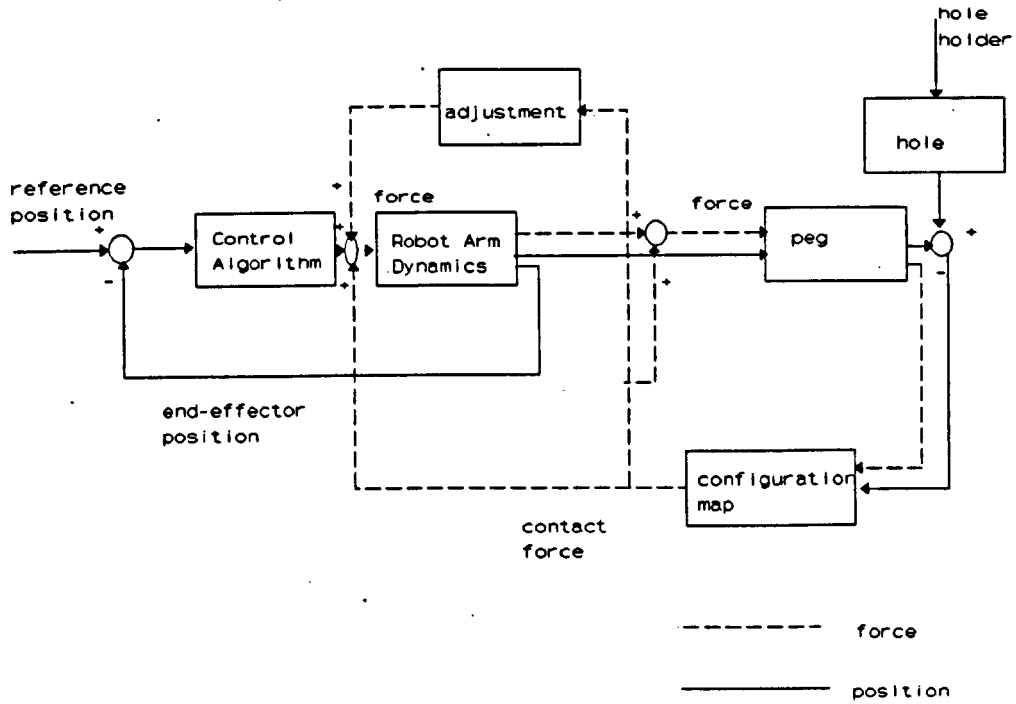 hole
holder
adjustment
hole
reference
position
+
-
Control
Algorithm
+
+
+
force
Robot Arm
Dynamics
+
+
force
peg
+
-
end-effector
position
configuration
map
contact
force
force
position